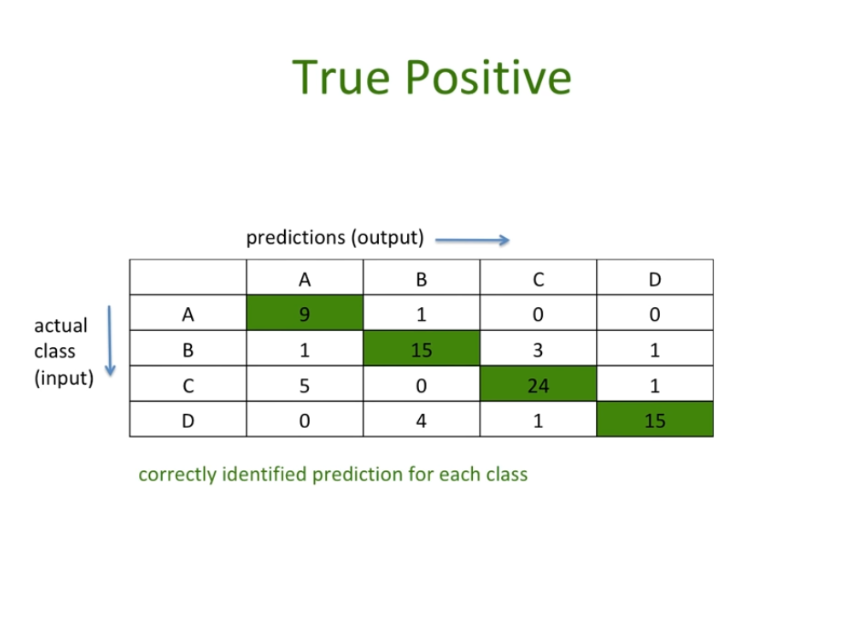 True Positive
predictions (output)
actual
class
(input)
A B C D
A 9 1 0 0
B 1 15 3 1
C 5 0 24 1
D 0 4 1 15
correctly identified prediction for each class